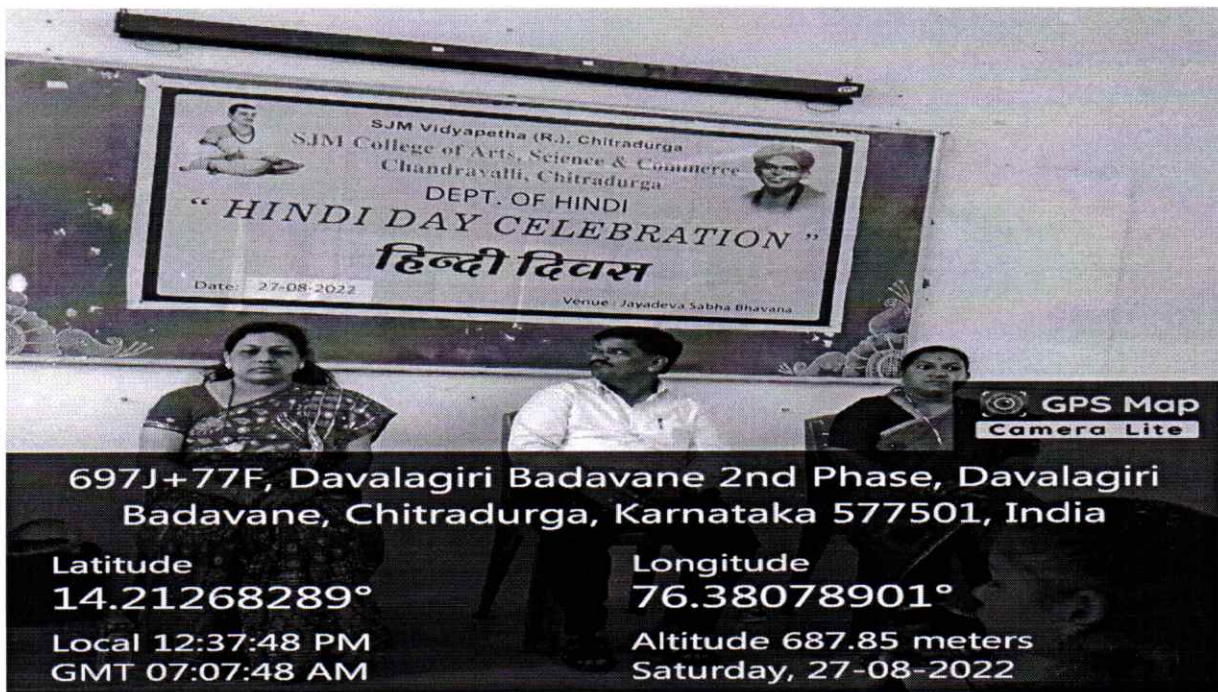 SJM Vidyapetha (R.), Chitradurga
SJM College of Arts, Science & Commerce
Chandravalli, Chitradurga
DEPT. OF HINDI
“ HINDI DAY CELEBRATION ”
हिन्दी दिवस
Date: 27-08-2022
Venue : Jayadeva Sabha Bhavana
GPS Map
Camera Lite
697J+77F, Davalagiri Badavane 2nd Phase, Davalagiri
Badavane, Chitradurga, Karnataka 577501, India
Latitude
14.21268289°
Longitude
76.38078901°
Local 12:37:48 PM
GMT 07:07:48 AM
Altitude 687.85 meters
Saturday, 27-08-2022